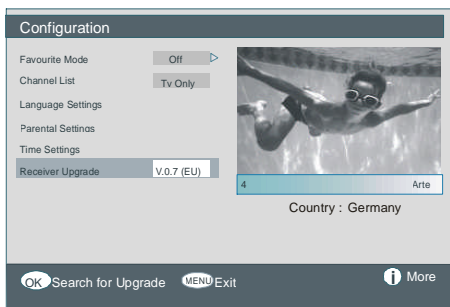 Configuration
Favourite Mode Off
Channel List Tv Only
Language Settings
Parental Settings
Time Settings
Receiver Upgrade V.0.7 (EU)
4 Arte
Country : Germany
OK Search for Upgrade MENU Exit i More